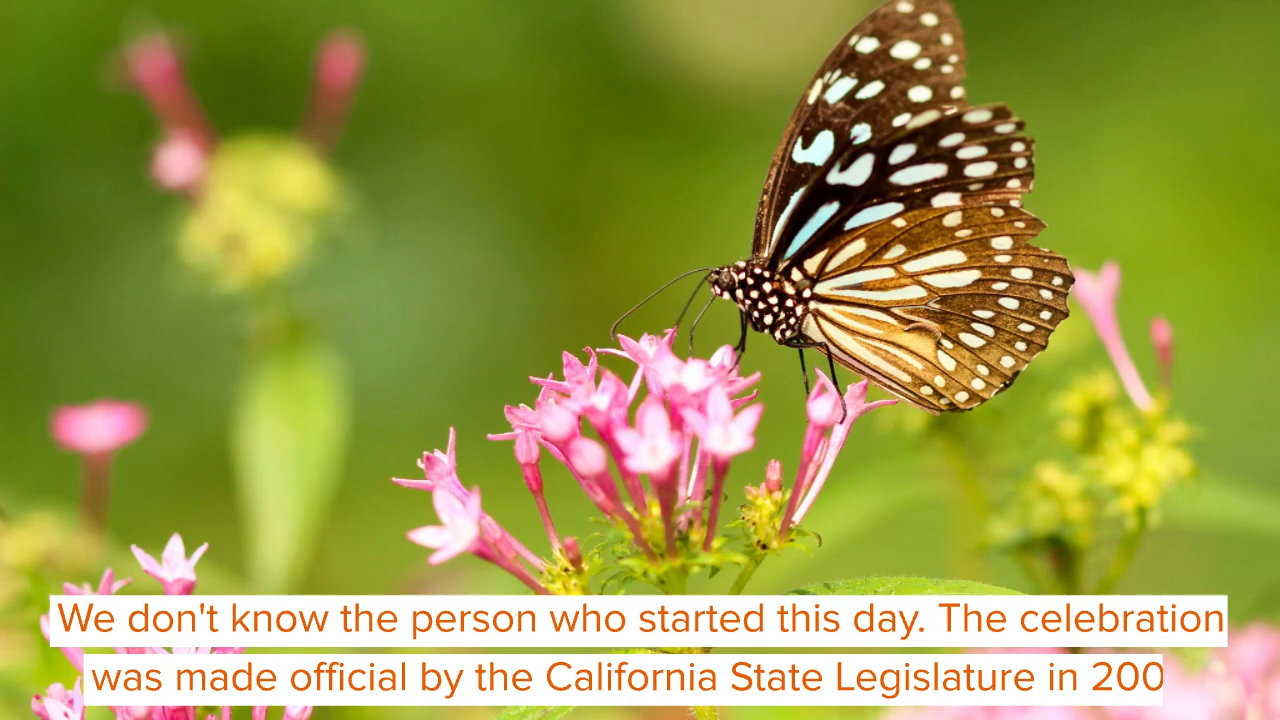 We don't know the person who started this day. The celebration
was made official by the California State Legislature in 200